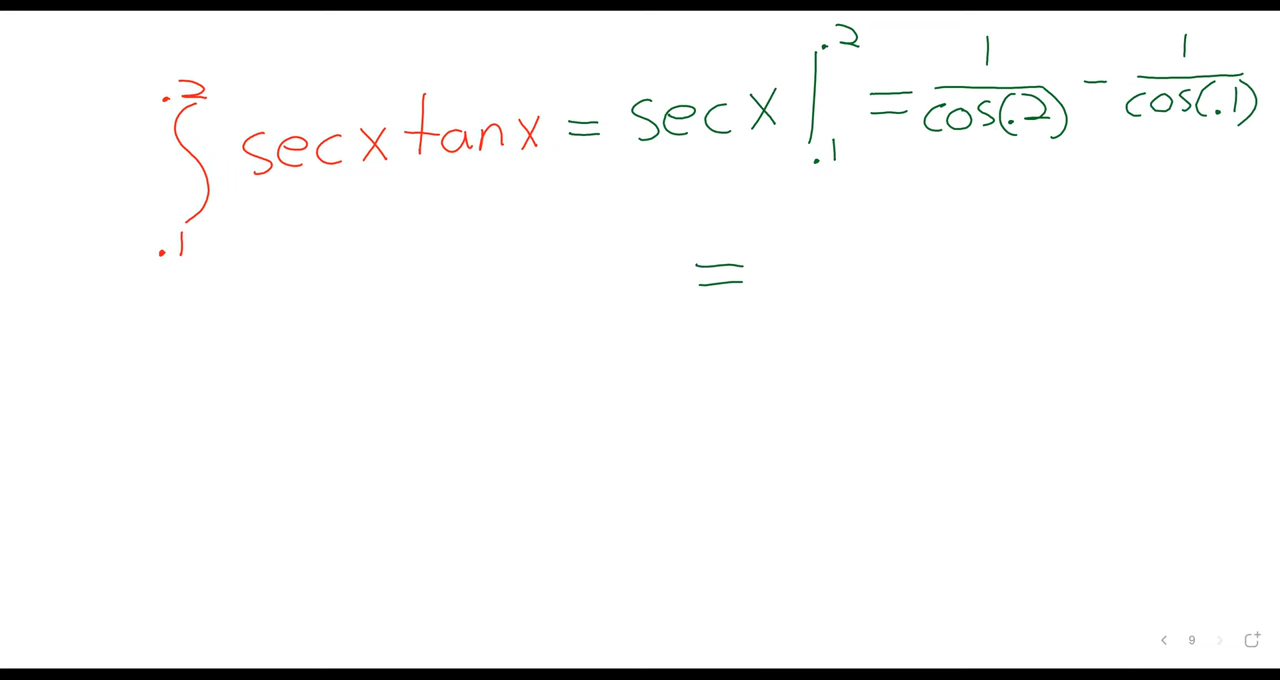 ∫_{.1}^{.2} sec x tan x = sec x |_{.1}^{.2} = 1/cos(.2) - 1/cos(.1)
=
9